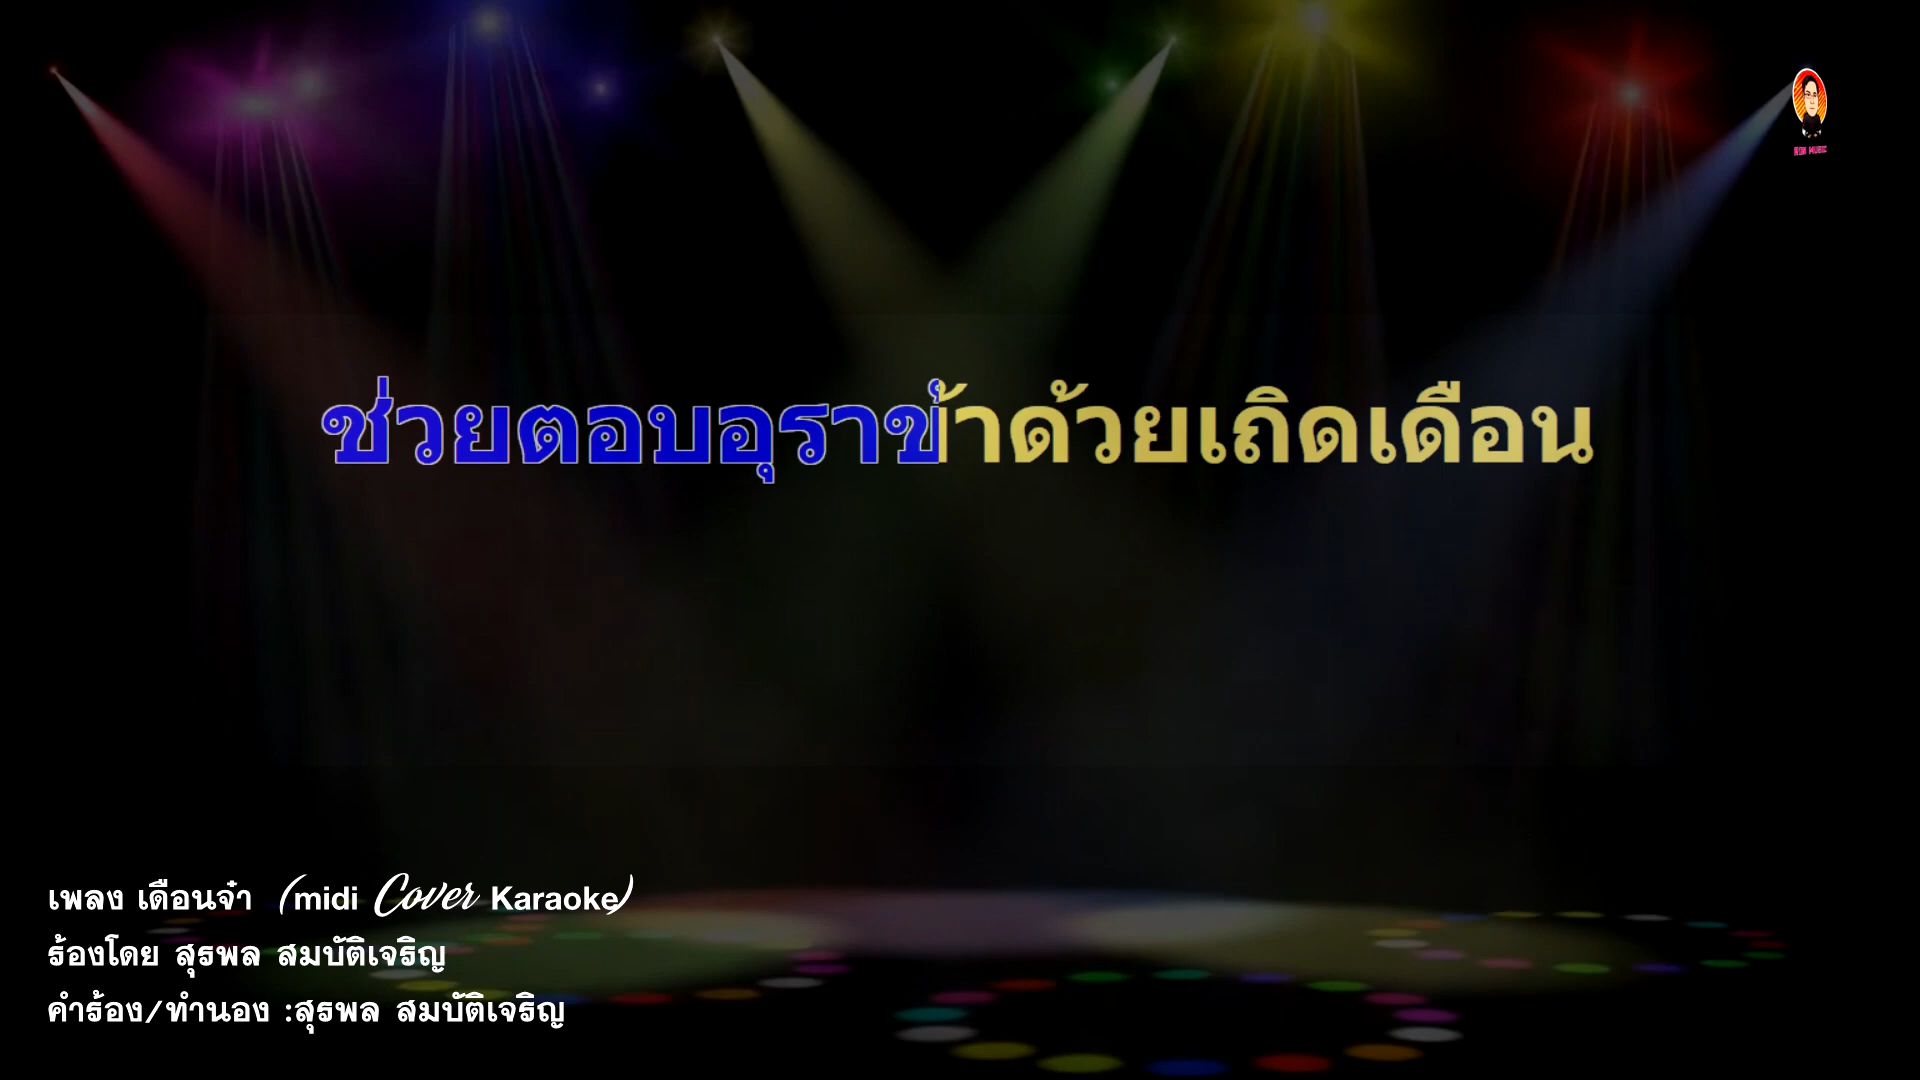 ช่วยตอบอุราข้าด้วยเถิดเดือน
เพลง เดือนจ๋า (midi Cover Karaoke)
ร้องโดย สุรพล สมบัติเจริญ
คำร้อง/ทำนอง :สุรพล สมบัติเจริญ